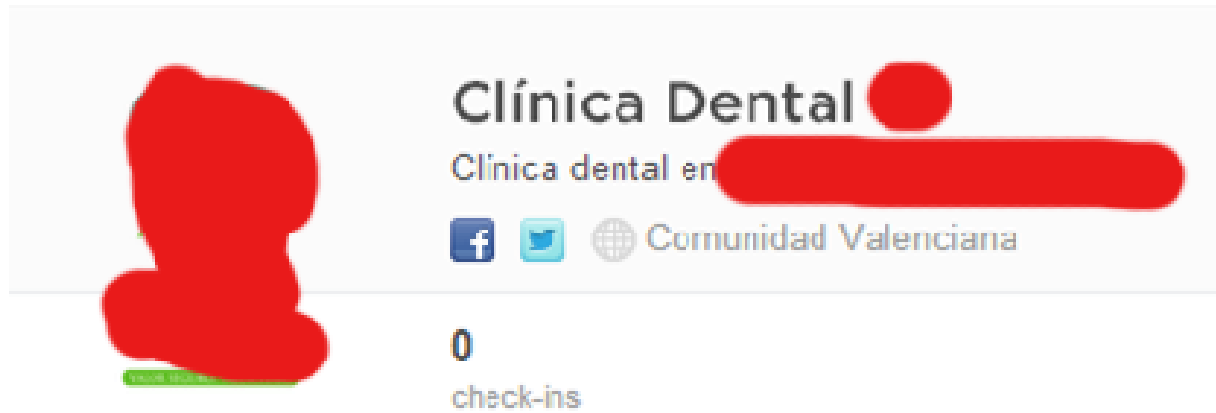 Clínica Dental
Clínica dental en
Comunidad Valenciana
0
check-ins